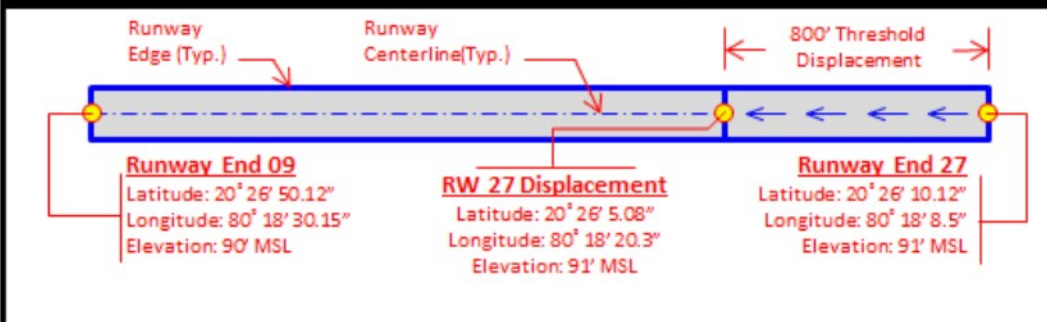 Runway
Edge (Typ.)
Runway
Centerline(Typ.)
800' Threshold
Displacement
Runway End 09
Latitude: 20° 26' 50.12"
Longitude: 80° 18' 30.15"
Elevation: 90' MSL
RW 27 Displacement
Latitude: 20° 26' 5.08"
Longitude: 80° 18' 20.3"
Elevation: 91' MSL
Runway End 27
Latitude: 20° 26' 10.12"
Longitude: 80° 18' 8.5"
Elevation: 91' MSL